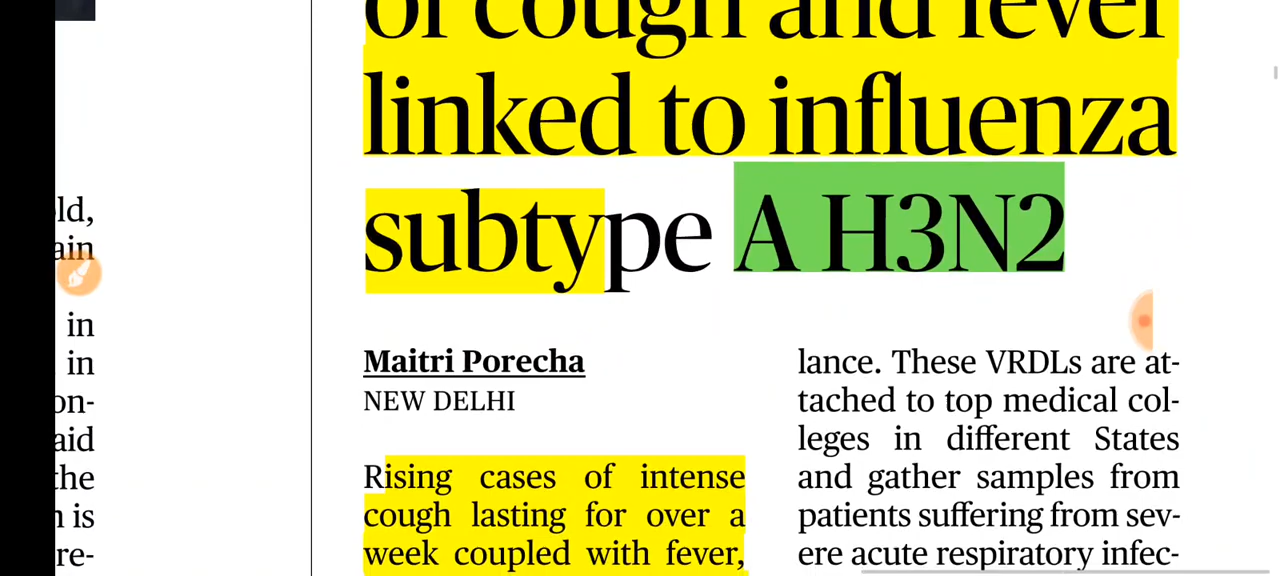 of cough and fever
linked to influenza
subtype A H3N2
Maitri Porecha
NEW DELHI
Rising cases of intense
cough lasting for over a
week coupled with fever,
lance. These VRDLs are at-
tached to top medical col-
leges in different States
and gather samples from
patients suffering from sev-
ere acute respiratory infec-
old,
ain
in
in
on-
aid
the
n is
re-